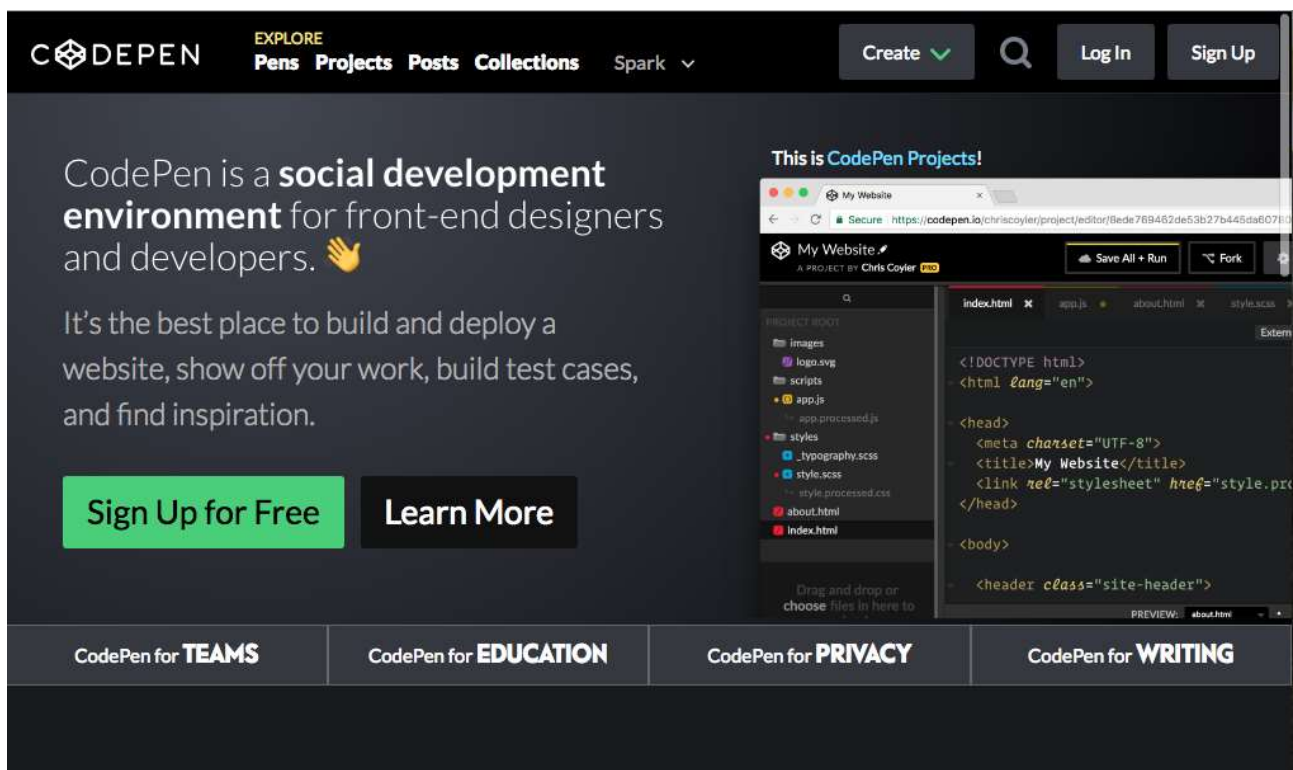 CODEPEN
EXPLORE
Pens Projects Posts Collections Spark
Create
Log In
Sign Up
CodePen is a social development
environment for front-end designers
and developers. 👋
It's the best place to build and deploy a
website, show off your work, build test cases,
and find inspiration.
Sign Up for Free
Learn More
This is CodePen Projects!
My Website
Secure https://codepen.io/chriscoyier/project/editor/
My Website
A PROJECT BY Chris Coyier PRO
Save All + Run
Fork
PROJECT ROOT
images
logo.svg
scripts
app.js
app.processed.js
styles
_typography.scss
style.scss
style.processed.css
about.html
index.html
Drag and drop or
choose files in here to
index.html
app.js
about.html
style.scss
Extern
<!DOCTYPE html>
<html lang="en">
<head>
<meta charset="UTF-8">
<title>My Website</title>
<link rel="stylesheet" href="style.pro
</head>
<body>
<header class="site-header">
PREVIEW: about.html
CodePen for TEAMS
CodePen for EDUCATION
CodePen for PRIVACY
CodePen for WRITING